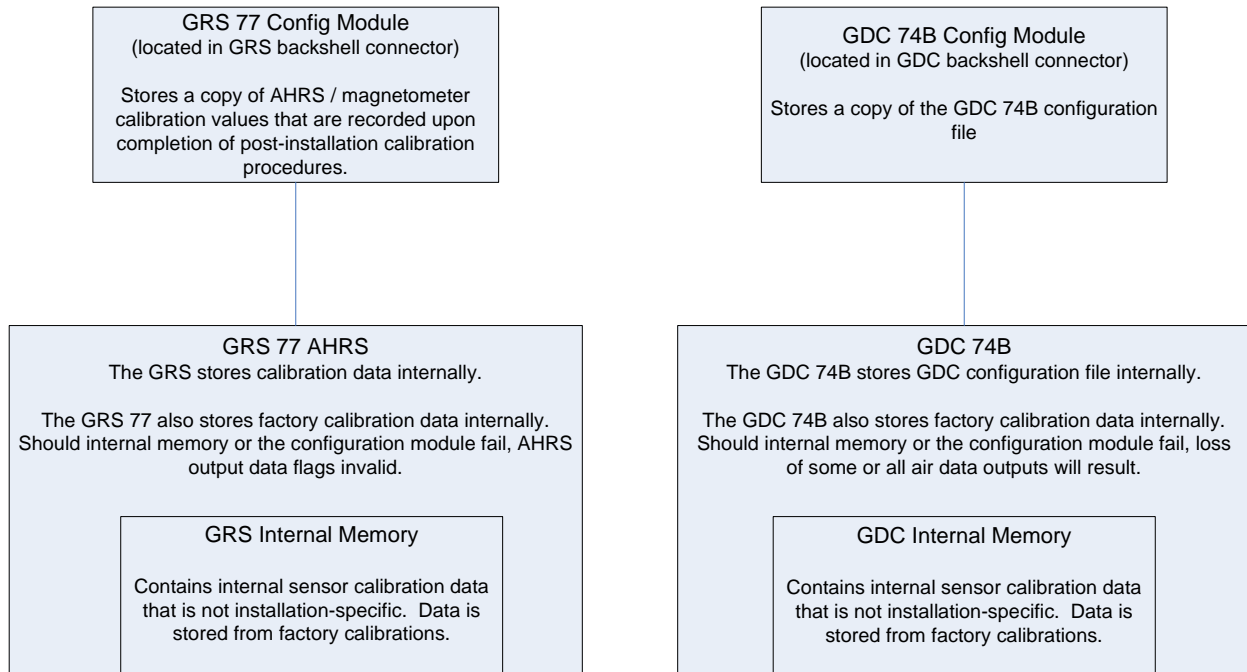 GRS 77 Config Module
(located in GRS backshell connector)
Stores a copy of AHRS / magnetometer
calibration values that are recorded upon
completion of post-installation calibration
procedures.
GDC 74B Config Module
(located in GDC backshell connector)
Stores a copy of the GDC 74B configuration
file
GRS 77 AHRS
The GRS stores calibration data internally.
The GRS 77 also stores factory calibration data internally.
Should internal memory or the configuration module fail, AHRS
output data flags invalid.
GRS Internal Memory
Contains internal sensor calibration data
that is not installation-specific.  Data is
stored from factory calibrations.
GDC 74B
The GDC 74B stores GDC configuration file internally.
The GDC 74B also stores factory calibration data internally.
Should internal memory or the configuration module fail, loss
of some or all air data outputs will result.
GDC Internal Memory
Contains internal sensor calibration data
that is not installation-specific.  Data is
stored from factory calibrations.